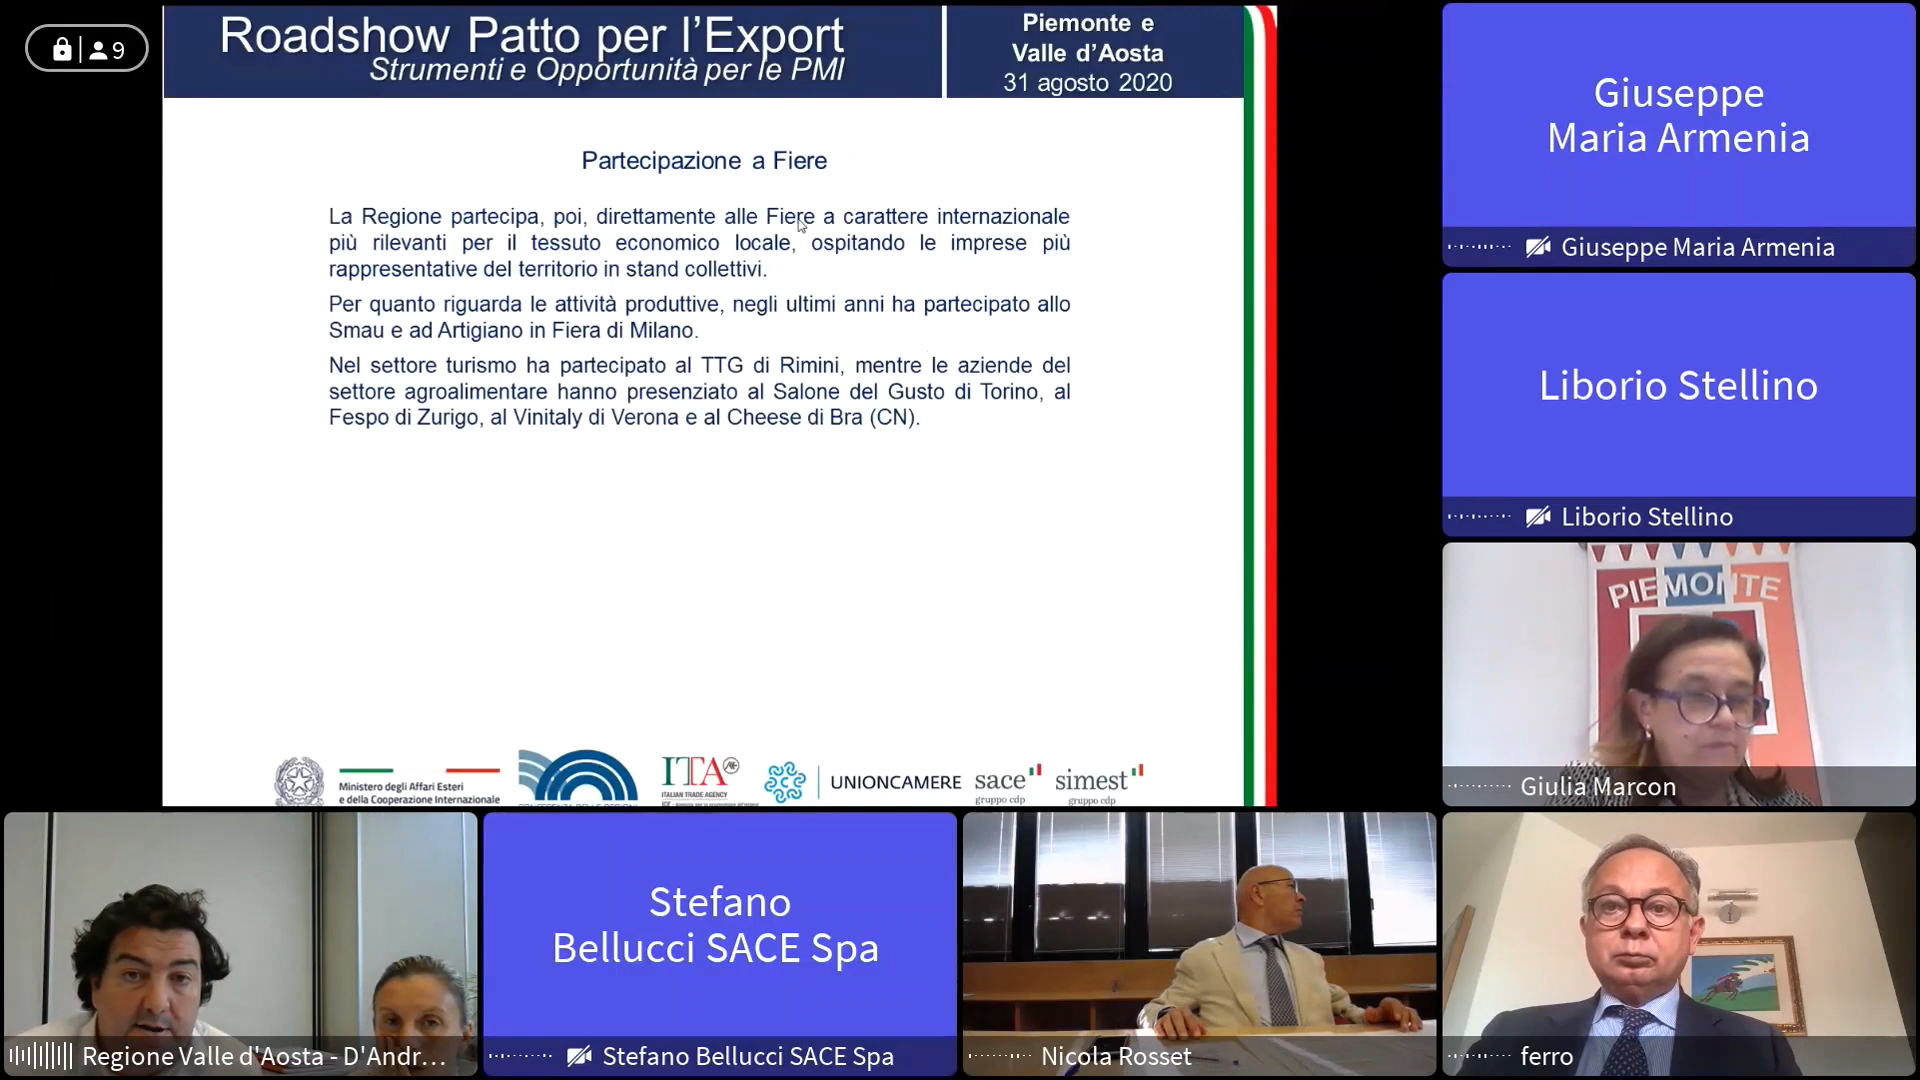 9
Roadshow Patto per l'Export
Strumenti e Opportunità per le PMI
Piemonte e
Valle d'Aosta
31 agosto 2020
Partecipazione a Fiere
La Regione partecipa, poi, direttamente alle Fiere a carattere internazionale
più rilevanti per il tessuto economico locale, ospitando le imprese più
rappresentative del territorio in stand collettivi.
Per quanto riguarda le attività produttive, negli ultimi anni ha partecipato allo
Smau e ad Artigiano in Fiera di Milano.
Nel settore turismo ha partecipato al TTG di Rimini, mentre le aziende del
settore agroalimentare hanno presenziato al Salone del Gusto di Torino, al
Fespo di Zurigo, al Vinitaly di Verona e al Cheese di Bra (CN).
Ministero degli Affari Esteri
e della Cooperazione Internazionale
ITA
ITALIAN TRADE AGENCY
UNIONCAMERE
sace
gruppo cdp
simest
gruppo cdp
Giuseppe
Maria Armenia
Giuseppe Maria Armenia
Liborio Stellino
Liborio Stellino
PIEMONTE
Giulia Marcon
Regione Valle d'Aosta - D'Andr...
Stefano
Bellucci SACE Spa
Stefano Bellucci SACE Spa
Nicola Rosset
ferro